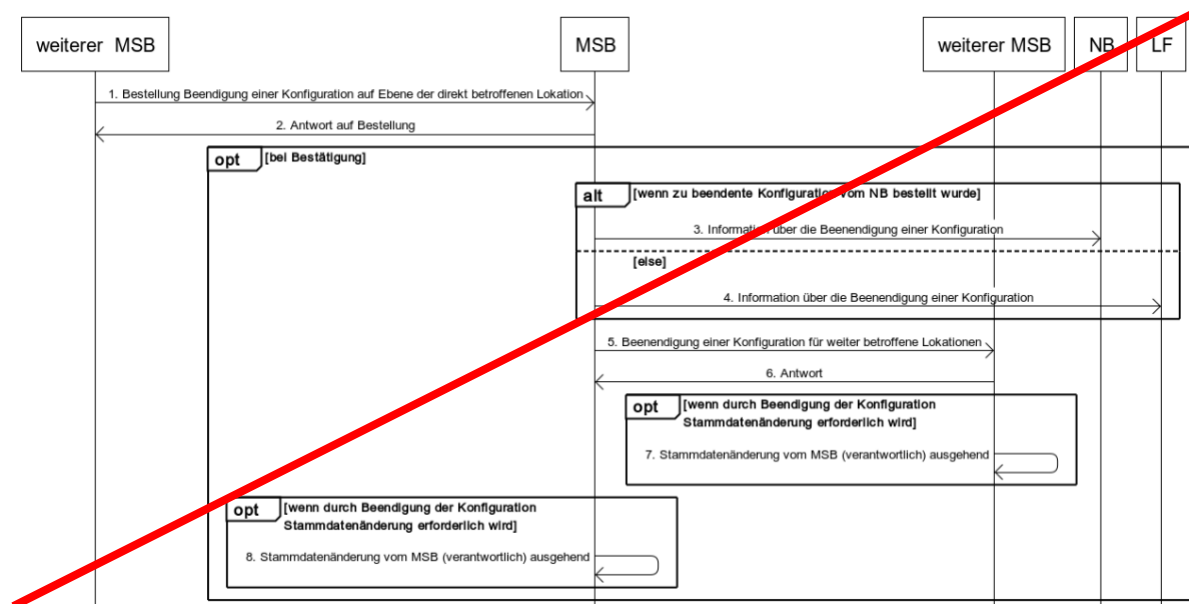 weiterer  MSB
MSB
weiterer MSB
NB
LF
1. Bestellung Beendigung einer Konfiguration auf Ebene der direkt betroffenen Lokation
2. Antwort auf Bestellung
opt
[bei Bestätigung]
alt
[wenn zu beendente Konfiguration vom NB bestellt wurde]
3. Information über die Beenendigung einer Konfiguration
[else]
4. Information über die Beenendigung einer Konfiguration
5. Beenendigung einer Konfiguration für weiter betroffene Lokationen
6. Antwort
opt
[wenn durch Beendigung der Konfiguration
Stammdatenänderung erforderlich wird]
7. Stammdatenänderung vom MSB (verantwortlich) ausgehend
opt
[wenn durch Beendigung der Konfiguration
Stammdatenänderung erforderlich wird]
8. Stammdatenänderung vom MSB (verantwortlich) ausgehend